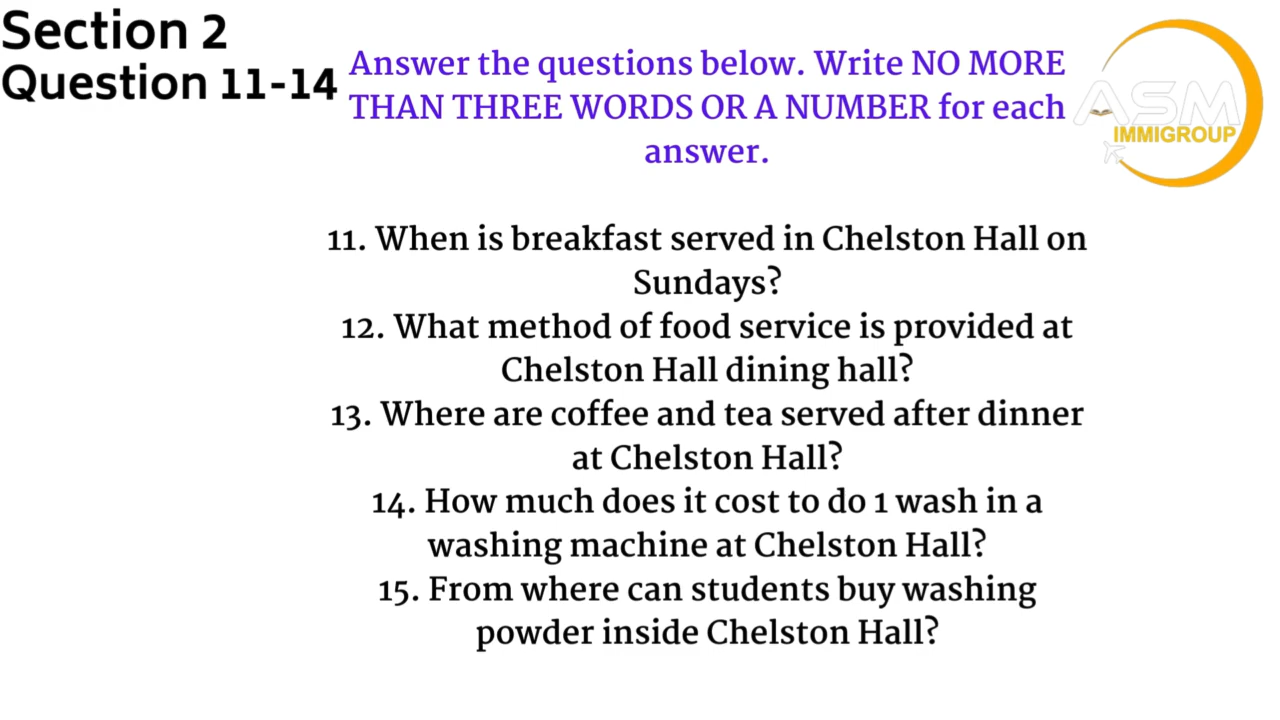 Section 2
Question 11-14
Answer the questions below. Write NO MORE
THAN THREE WORDS OR A NUMBER for each
answer.
ASM
IMMIGROUP
11. When is breakfast served in Chelston Hall on
Sundays?
12. What method of food service is provided at
Chelston Hall dining hall?
13. Where are coffee and tea served after dinner
at Chelston Hall?
14. How much does it cost to do 1 wash in a
washing machine at Chelston Hall?
15. From where can students buy washing
powder inside Chelston Hall?